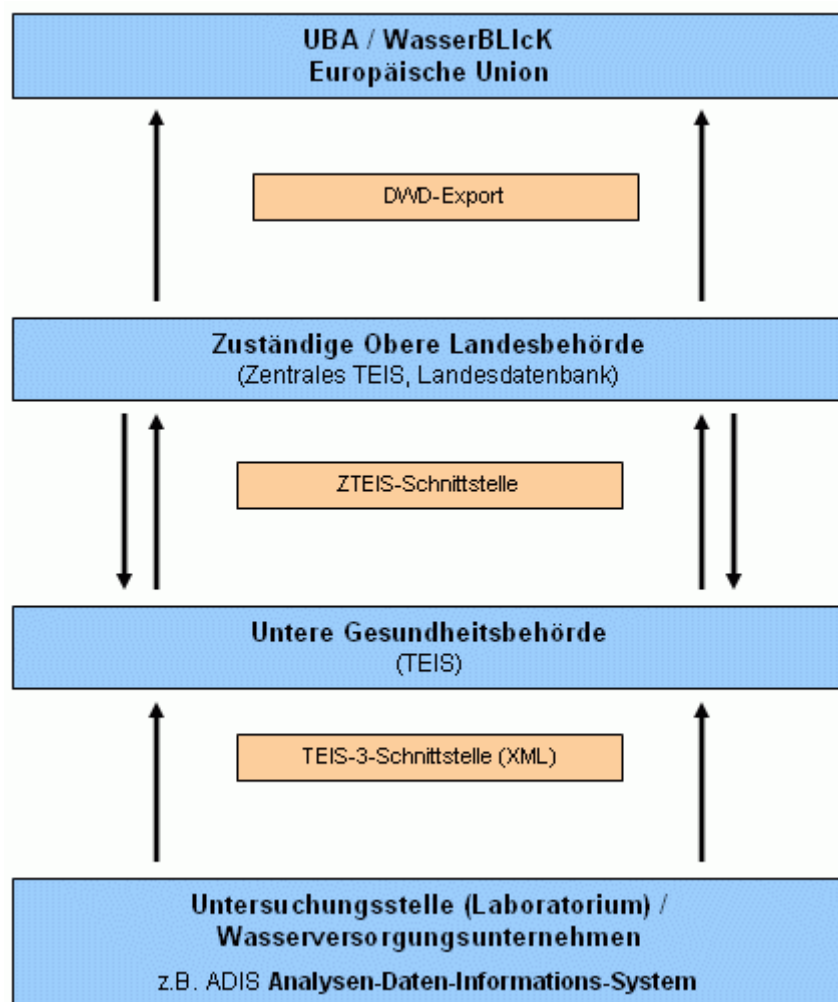 UBA / WasserBLIcK
Europäische Union
DWD-Export
Zuständige Obere Landesbehörde
(Zentrales TEIS, Landesdatenbank)
ZTEIS-Schnittstelle
Untere Gesundheitsbehörde
(TEIS)
TEIS-3-Schnittstelle (XML)
Untersuchungsstelle (Laboratorium) /
Wasserversorgungsunternehmen
z.B. ADIS Analysen-Daten-Informations-System